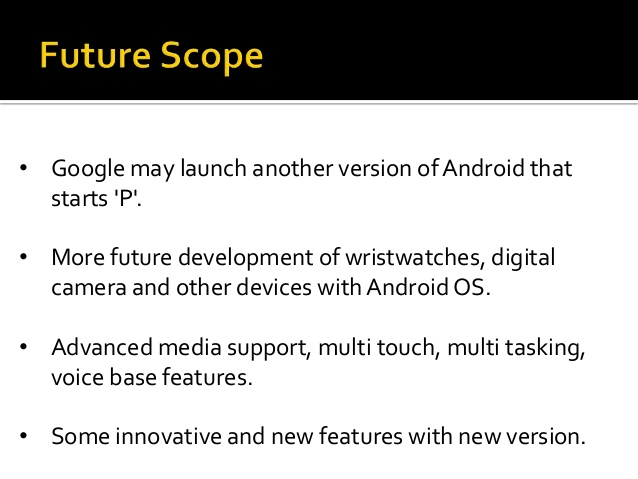 Future Scope
• Google may launch another version of Android that
starts 'P'.
• More future development of wristwatches, digital
camera and other devices with Android OS.
• Advanced media support, multi touch, multi tasking,
voice base features.
• Some innovative and new features with new version.